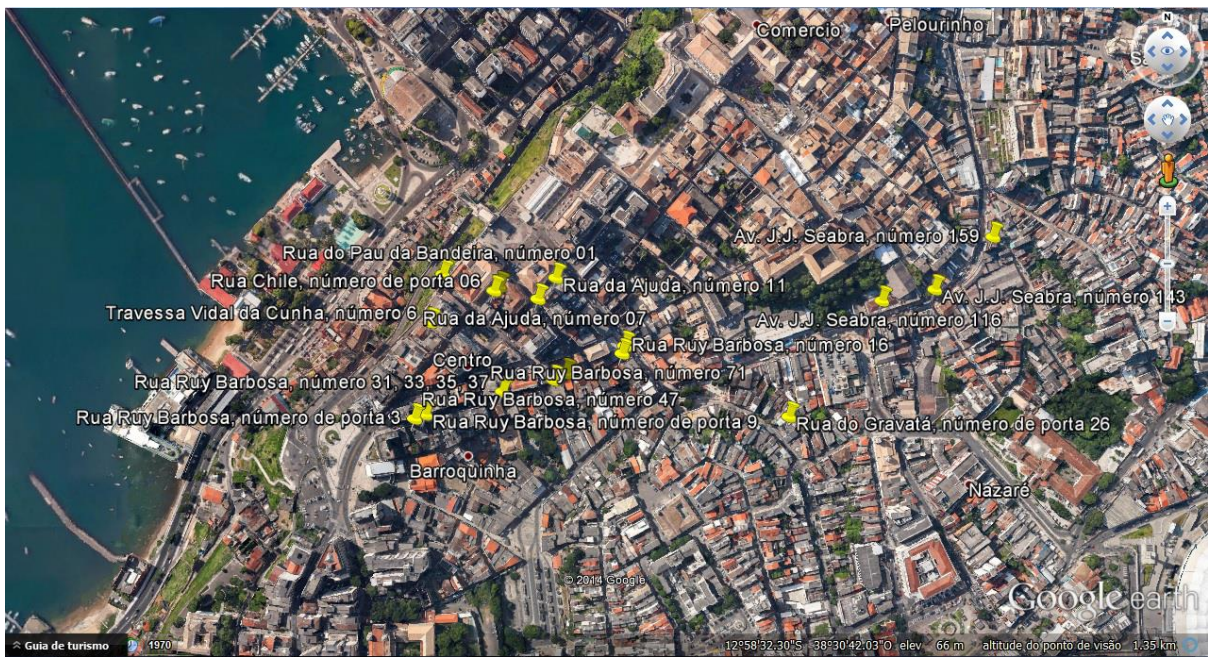 N
Comercio
Pelourinho
Av. J.J. Seabra, número 159
Rua do Pau da Bandeira, número 01
Rua Chile, número de porta 06
Rua da Ajuda, número 11
Av. J.J. Seabra, número 143
Travessa Vidal da Cunha, número 6
Rua da Ajuda, número 07
Av. J.J. Seabra, número 116
Rua Ruy Barbosa, número 16
Centro
Rua Ruy Barbosa, número 71
Rua Ruy Barbosa, número 31, 33, 35, 37
Rua Ruy Barbosa, número 47
Rua Ruy Barbosa, número de porta 3
Rua Ruy Barbosa, número de porta 9,
Rua do Gravatá, número de porta 26
Barroquinha
Nazaré
© 2014 Google
Google earth
Guia de turismo
1970
12°58'32.30"S 38°30'42.03"O elev 66 m altitude do ponto de visão 1.35 km